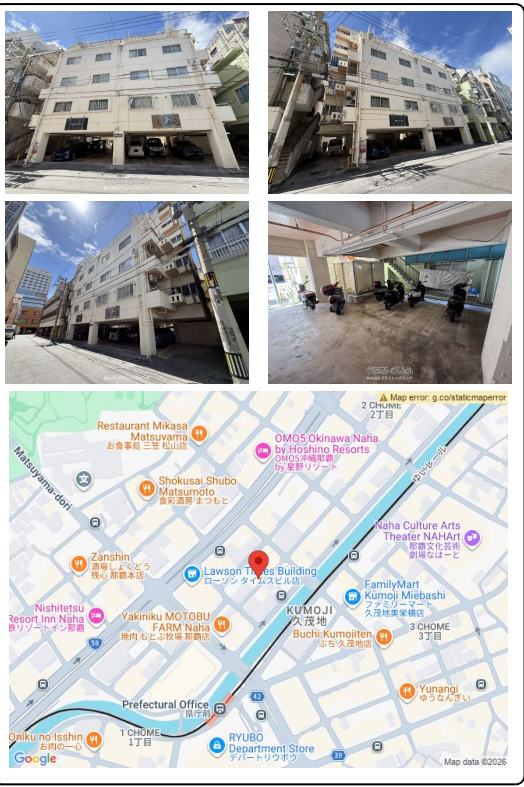 Map error: g.co/staticmaperror
2 CHOME
2丁目
Restaurant Mikasa
Matsuyama
お食事処 三笠 松山店
OMO5 Okinawa Naha
by Hoshino Resorts
OMO5沖縄那覇
by 星野リゾート
Matsuyama-dori
ゆいレール
Shokusai Shubo
Matsumoto
食彩酒房 まつもと
Naha Culture Arts
Theater NAHArt
那覇文化芸術
劇場なはーと
Zanshin
酒場しょくどう
残心 那覇本店
Lawson Times Building
ローソン タイムスビル店
FamilyMart
Kumoji Miebashi
ファミリーマート
久茂地美栄橋店
Nishitetsu
Resort Inn Naha
鉄リゾートイン那覇
KUMOJI
久茂地
Yakiniku MOTOBU
FARM Naha
焼肉 もとぶ牧場 那覇店
3 CHOME
3丁目
Buchi Kumojiten
ぶち 久茂地店
58
Yunangi
ゆうなんぎい
42
Prefectural Office
県庁前
1 CHOME
1丁目
Oniku no Isshin
お肉の一心
RYUBO
Department Store
デパートリウボウ
39
Google
Map data ©2026